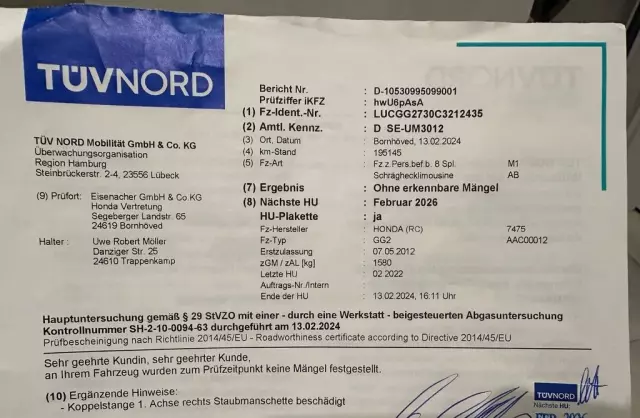 TÜVNORD
Bericht Nr. : D-10530995099001
Prüfziffer iKFZ : hwU6pAsA
(1) Fz-Ident.-Nr. : LUCGG2730C3212435
(2) Amtl. Kennz. : D SE-UM3012
(3) Ort, Datum : Bornhöved, 13.02.2024
(4) km-Stand : 195145
(5) Fz-Art : Fz.z.Pers.bef.b. 8 Spl. M1
Schräghecklimousine AB
(7) Ergebnis : Ohne erkennbare Mängel
(8) Nächste HU : Februar 2026
HU-Plakette : ja
Fz-Hersteller : HONDA (RC) 7475
Fz-Typ : GG2 AAC00012
Erstzulassung : 07.05.2012
zGM / zAL [kg] : 1580
Letzte HU : 02.2022
Auftrags-Nr./Intern :
Ende der HU : 13.02.2024, 16:11 Uhr
TÜV NORD Mobilität GmbH & Co. KG
Überwachungsorganisation
Region Hamburg
Steinbrückerstr. 2-4, 23556 Lübeck
(9) Prüfort: Eisenacher GmbH & Co.KG
Honda Vertretung
Segeberger Landstr. 65
24619 Bornhöved
Halter : Uwe Robert Möller
Danziger Str. 25
24610 Trappenkamp
Hauptuntersuchung gemäß § 29 StVZO mit einer - durch eine Werkstatt - beigesteuerten Abgasuntersuchung
Kontrollnummer SH-2-10-0094-63 durchgeführt am 13.02.2024
Prüfbescheinigung nach Richtlinie 2014/45/EU - Roadworthiness certificate according to Directive 2014/45/EU
Sehr geehrte Kundin, sehr geehrter Kunde,
an Ihrem Fahrzeug wurden zum Prüfzeitpunkt keine Mängel festgestellt.
(10) Ergänzende Hinweise:
- Koppelstange 1. Achse rechts Staubmanschette beschädigt
TÜVNORD
Nächste HU:
FEB. 2026